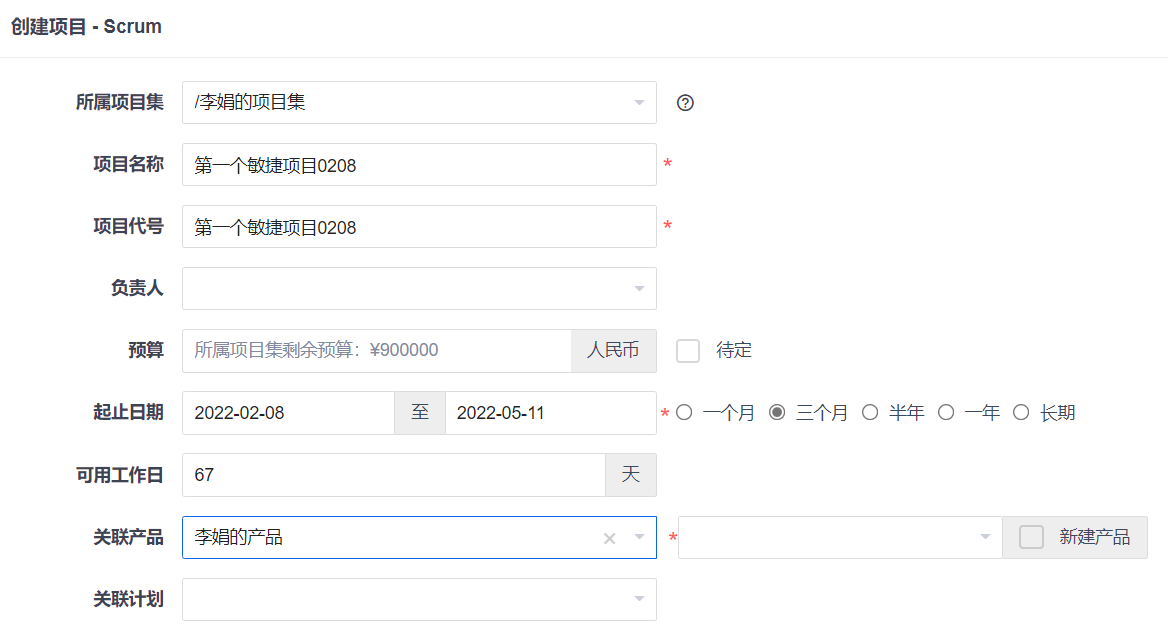 创建项目 - Scrum
所属项目集 /李娟的项目集 ?
项目名称 第一个敏捷项目0208 *
项目代号 第一个敏捷项目0208 *
负责人
预算 所属项目集剩余预算：¥900000 人民币 待定
起止日期 2022-02-08 至 2022-05-11 * 一个月 三个月 半年 一年 长期
可用工作日 67 天
关联产品 李娟的产品 × * 新建产品
关联计划